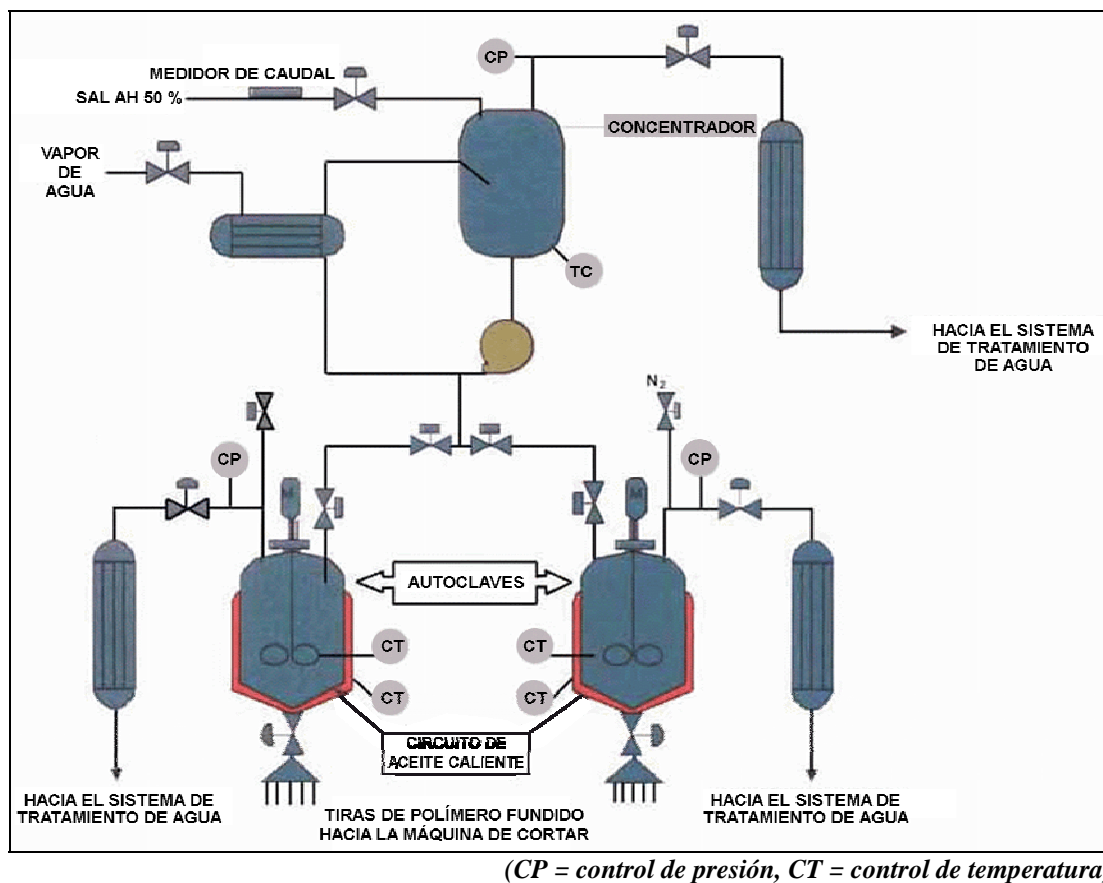 CP
MEDIDOR DE CAUDAL
SAL AH 50 %
CONCENTRADOR
VAPOR
DE
AGUA
TC
HACIA EL SISTEMA
DE TRATAMIENTO
DE AGUA
N2
CP
CP
M
M
AUTOCLAVES
CT
CT
CT
CT
CIRCUITO DE
ACEITE CALIENTE
HACIA EL SISTEMA DE
TRATAMIENTO DE AGUA
TIRAS DE POLÍMERO FUNDIDO
HACIA LA MÁQUINA DE CORTAR
HACIA EL SISTEMA DE
TRATAMIENTO DE AGUA
(CP = control de presión, CT = control de temperatura